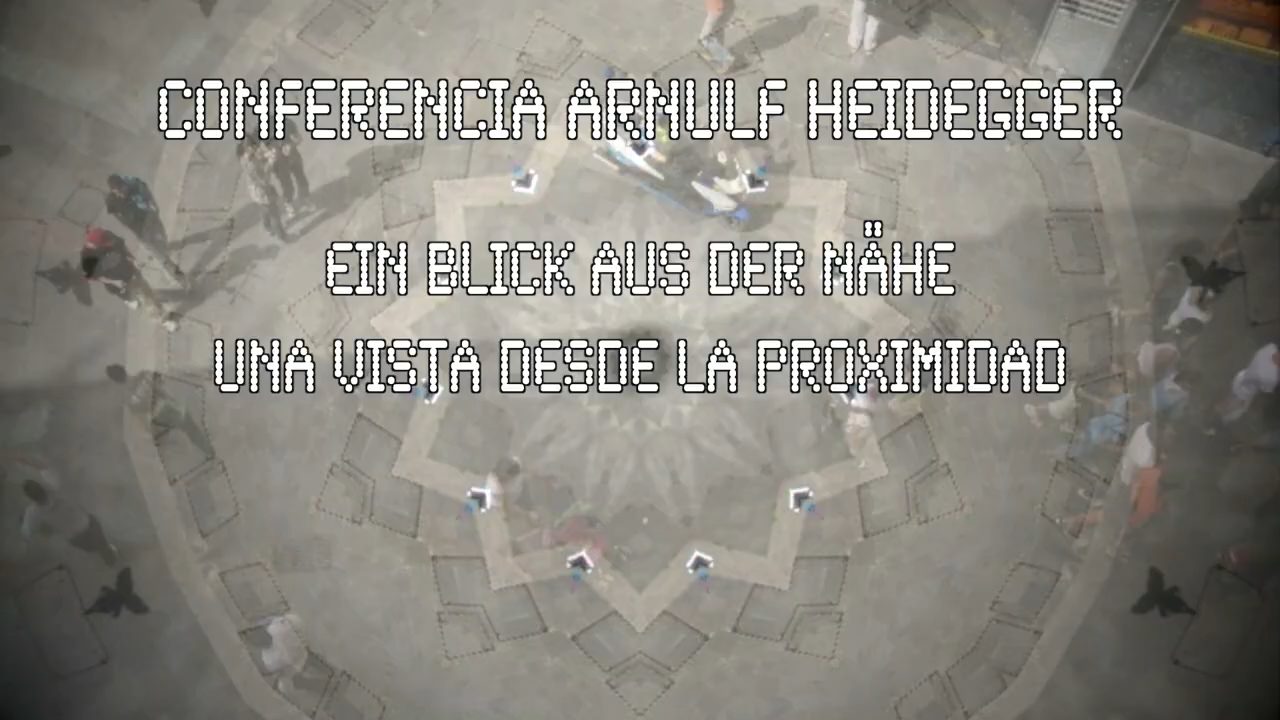 CONFERENCIA ARNULF HEIDEGGER
EIN BLICK AUS DER NÄHE
UNA VISTA DESDE LA PROXIMIDAD